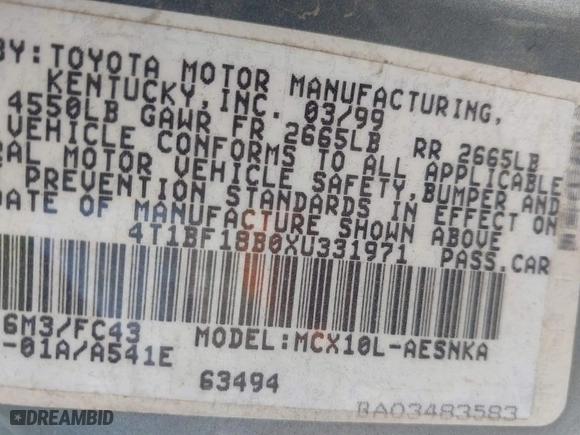 BY: TOYOTA MOTOR MANUFACTURING,
KENTUCKY, INC. 03/99
4550LB GAWR FR 2665LB RR 2665LB
VEHICLE CONFORMS TO ALL APPLICABLE
RAL MOTOR VEHICLE SAFETY, BUMPER AND
PREVENTION STANDARDS IN EFFECT ON
DATE OF MANUFACTURE SHOWN ABOVE
4T1BF18B0XU331971 PASS.CAR
6M3/FC43 MODEL:MCX10L-AESNKA
-01A/A541E
63494
BA03483583
DREAMBID